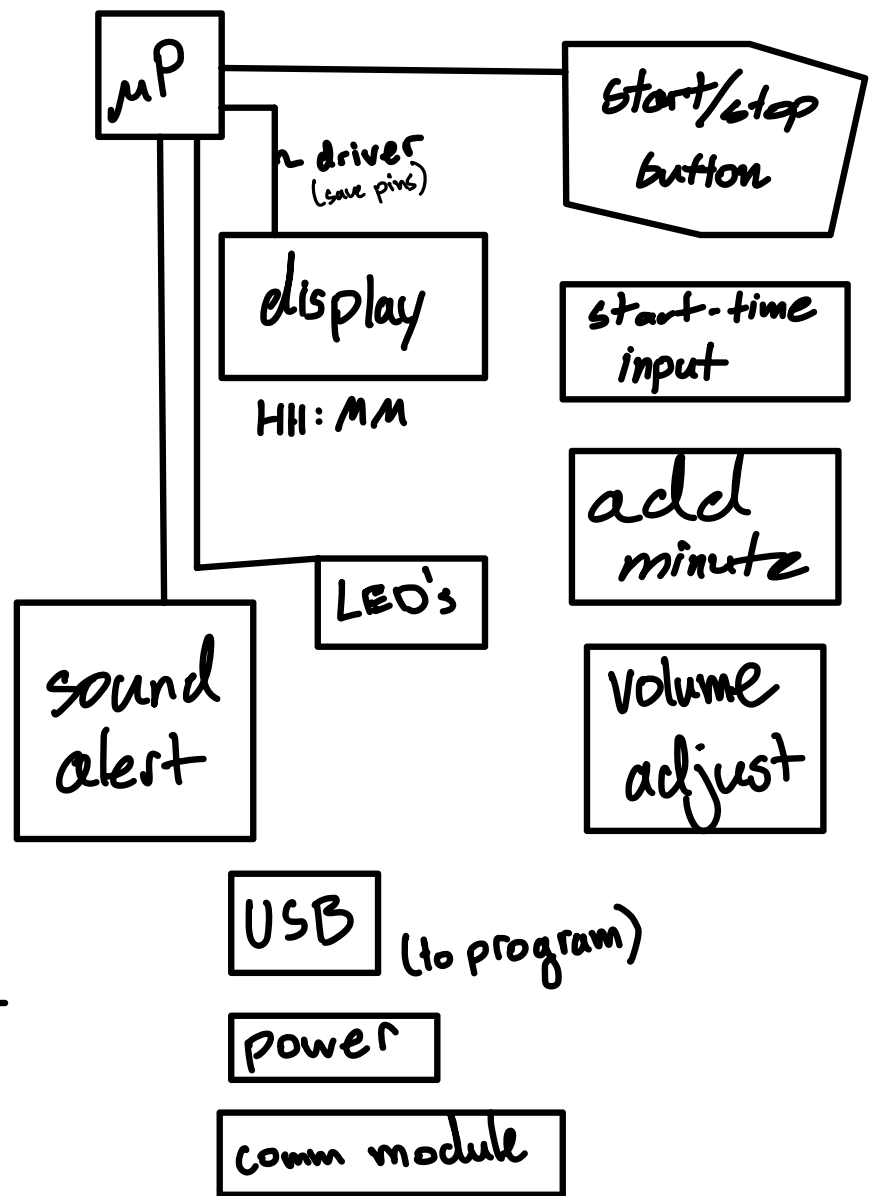 μP
start/stop
button
~ driver
(save pins)
display
HH:MM
start-time
input
add
minute
LED's
sound
alert
volume
adjust
USB
(to program)
power
comm module